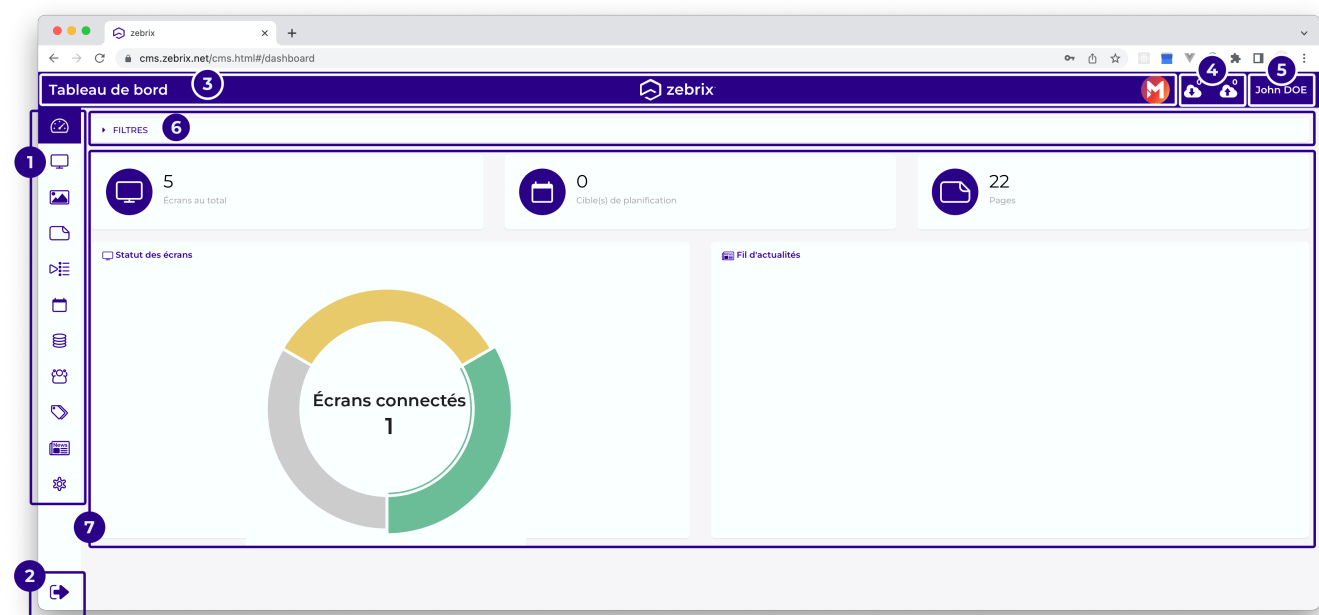 zebrix
cms.zebrix.net/cms.html#/dashboard
Tableau de bord
3
zebrix
M
0
0
4
5
John DOE
1
FILTRES
6
5
Écrans au total
0
Cible(s) de planification
22
Pages
Statut des écrans
Fil d'actualités
Écrans connectés
1
News
7
2